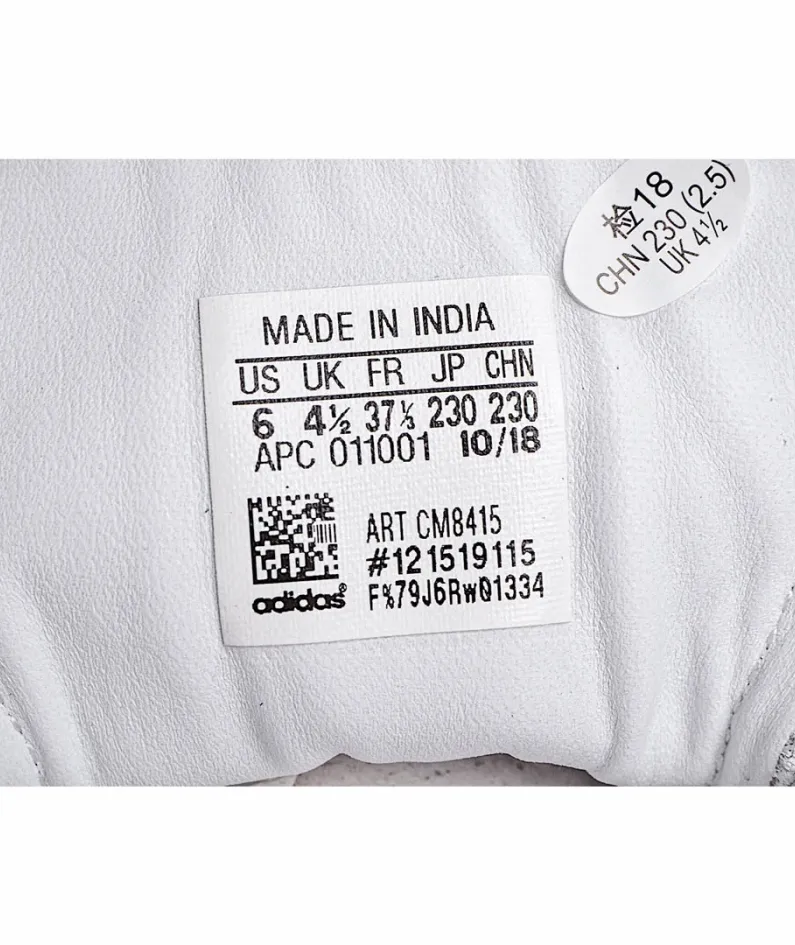 检18
CHN 230 (2.5)
UK 4½
MADE IN INDIA
US UK FR JP CHN
6 4½ 37⅓ 230 230
APC 011001 10/18
ART CM8415
#121519115
adidas® F%79J6RW01334